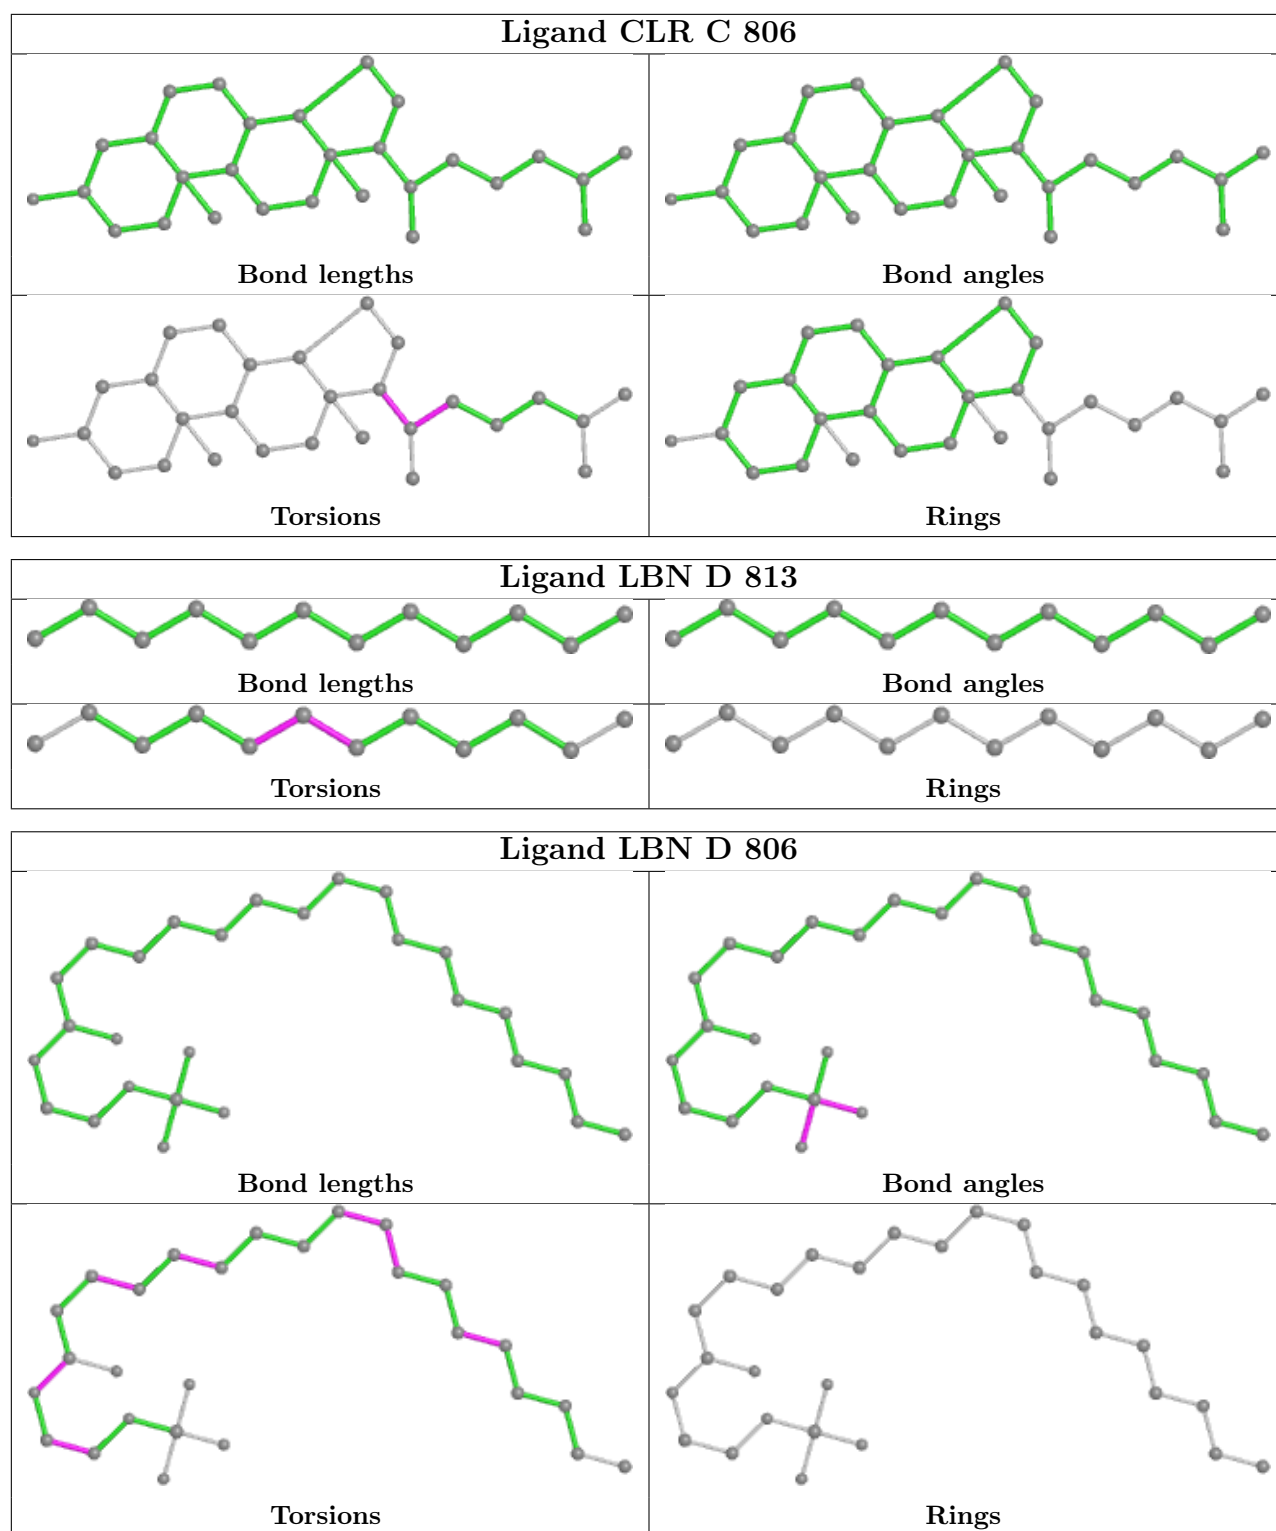 Ligand CLR C 806
Bond lengths
Bond angles
Torsions
Rings
Ligand LBN D 813
Bond lengths
Bond angles
Torsions
Rings
Ligand LBN D 806
Bond lengths
Bond angles
Torsions
Rings